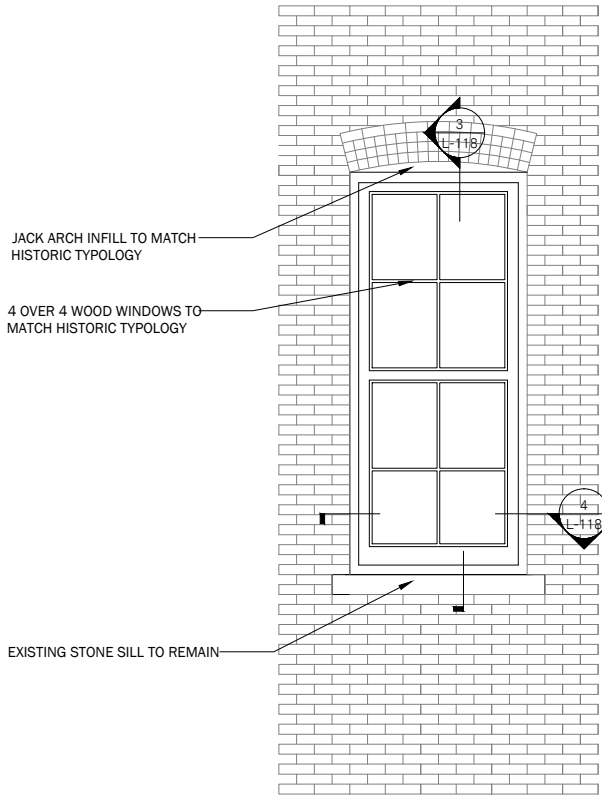 3
L-118
JACK ARCH INFILL TO MATCH
HISTORIC TYPOLOGY
4 OVER 4 WOOD WINDOWS TO
MATCH HISTORIC TYPOLOGY
4
L-118
EXISTING STONE SILL TO REMAIN